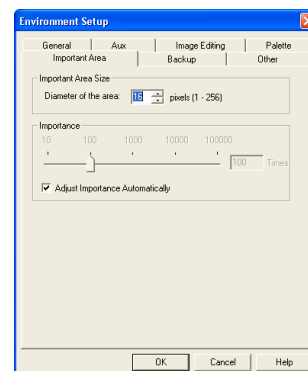 Environment Setup
General Aux Image Editing Palette
Important Area Backup Other
Important Area Size
Diameter of the area: 16 pixels (1 - 256)
Importance
10 100 1000 10000 100000
100 Times
Adjust Importance Automatically
OK Cancel Help